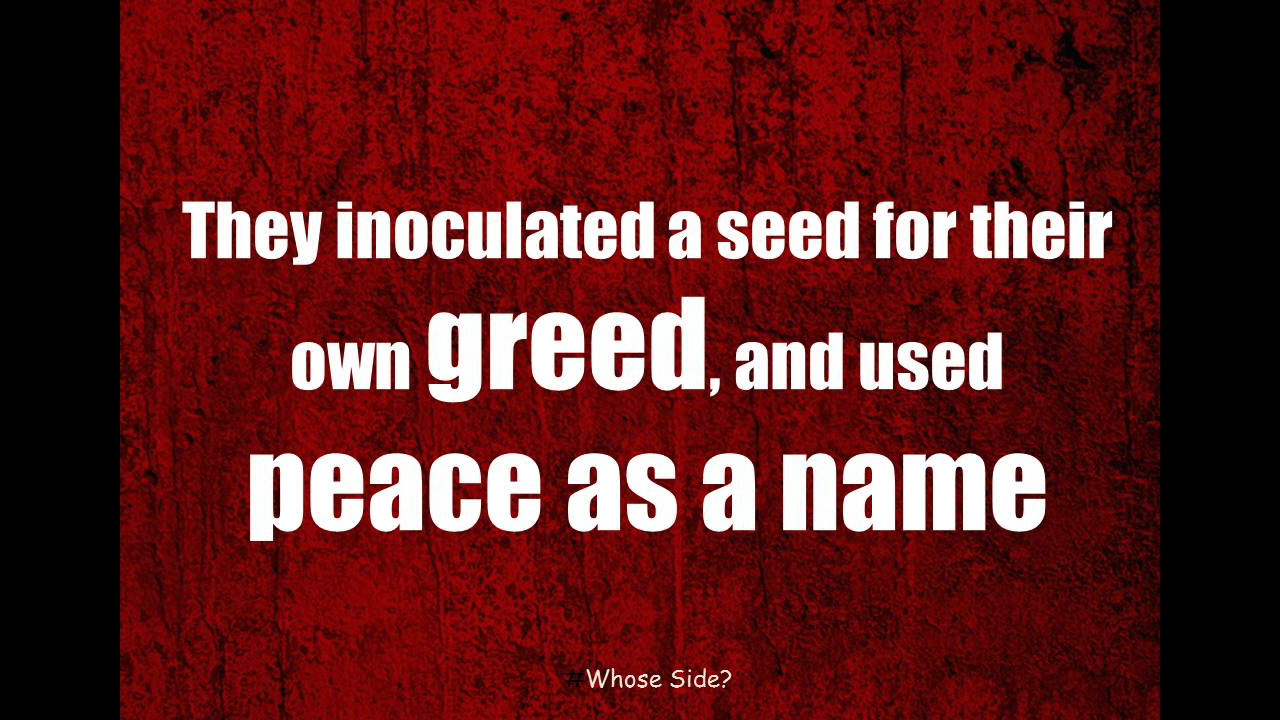 They inoculated a seed for their
own greed, and used
peace as a name
#Whose Side?